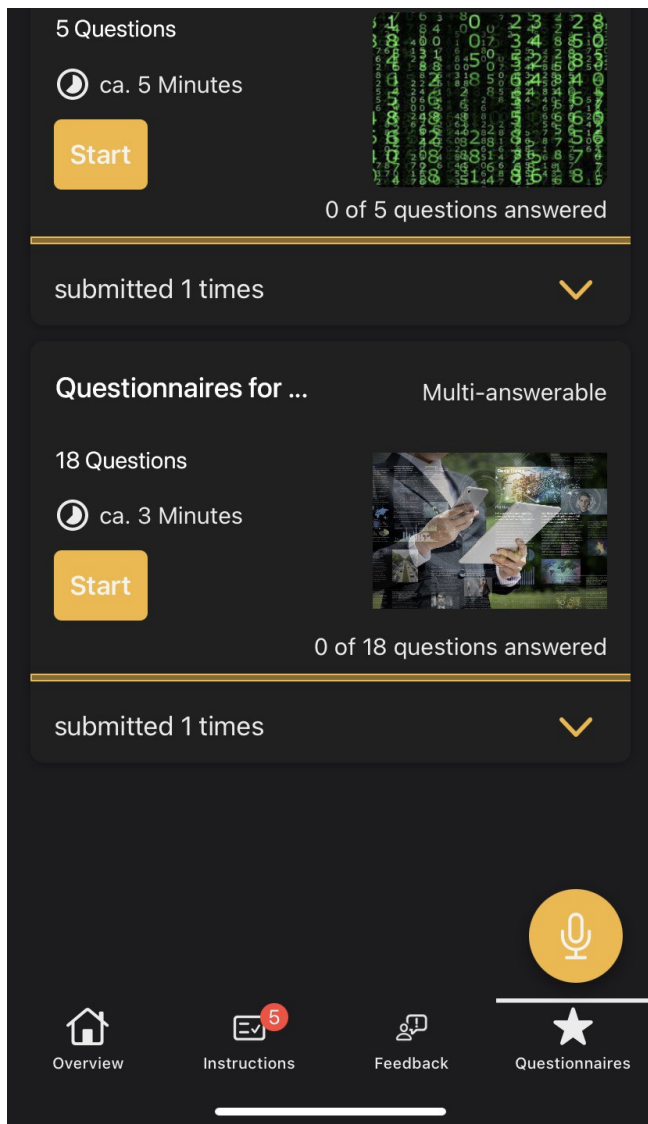 5 Questions
ca. 5 Minutes
Start
0 of 5 questions answered
submitted 1 times
Questionnaires for ...
Multi-answerable
18 Questions
ca. 3 Minutes
Start
0 of 18 questions answered
submitted 1 times
5
Overview
Instructions
Feedback
Questionnaires